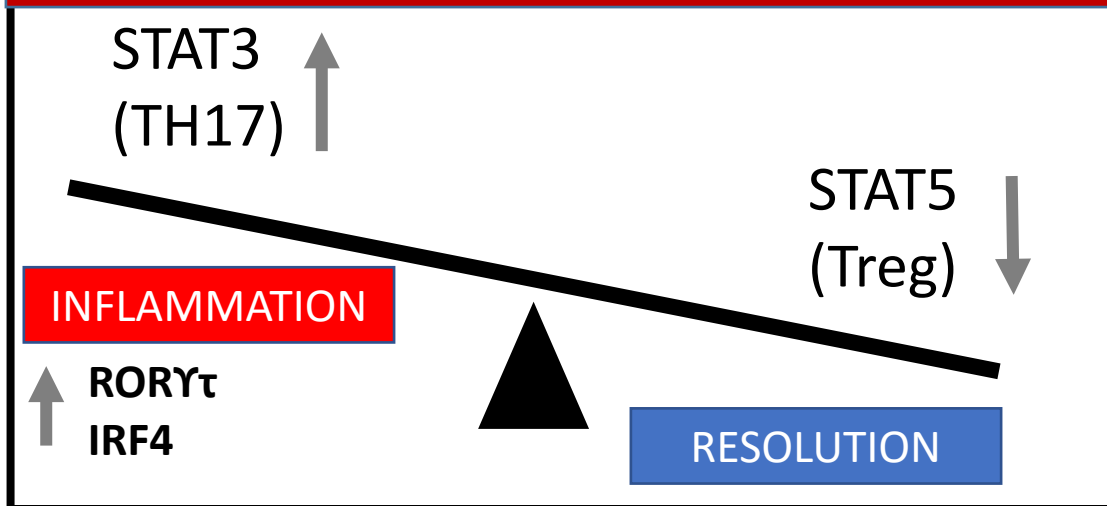 STAT3
(TH17)
STAT5
(Treg)
INFLAMMATION
RORϒτ
IRF4
RESOLUTION